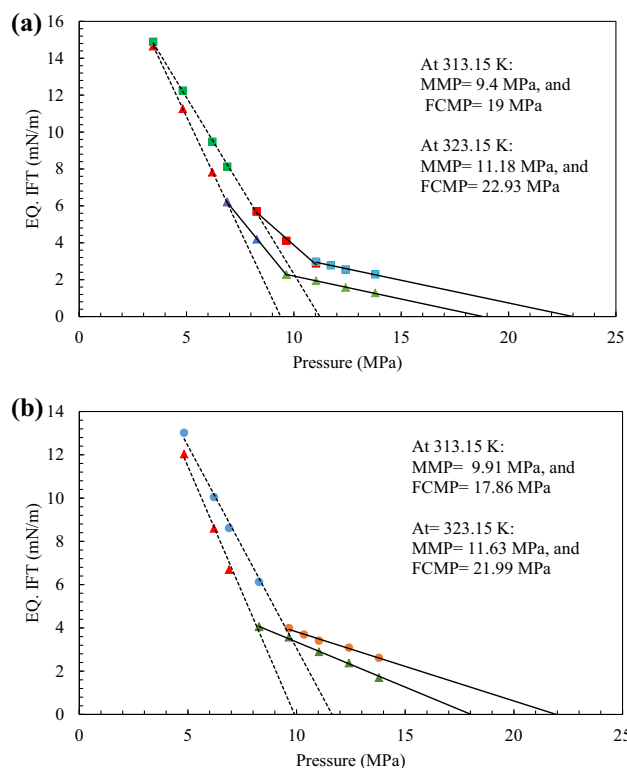 (a)
16
14
12
10
8
6
4
2
0
EQ. IFT (mN/m)
At 313.15 K:
MMP= 9.4 MPa, and
FCMP= 19 MPa
At 323.15 K:
MMP= 11.18 MPa, and
FCMP= 22.93 MPa
0 5 10 15 20 25
Pressure (MPa)
(b)
14
12
10
8
6
4
2
0
EQ. IFT (mN/m)
At 313.15 K:
MMP= 9.91 MPa, and
FCMP= 17.86 MPa
At= 323.15 K:
MMP= 11.63 MPa, and
FCMP= 21.99 MPa
0 5 10 15 20 25
Pressure (MPa)